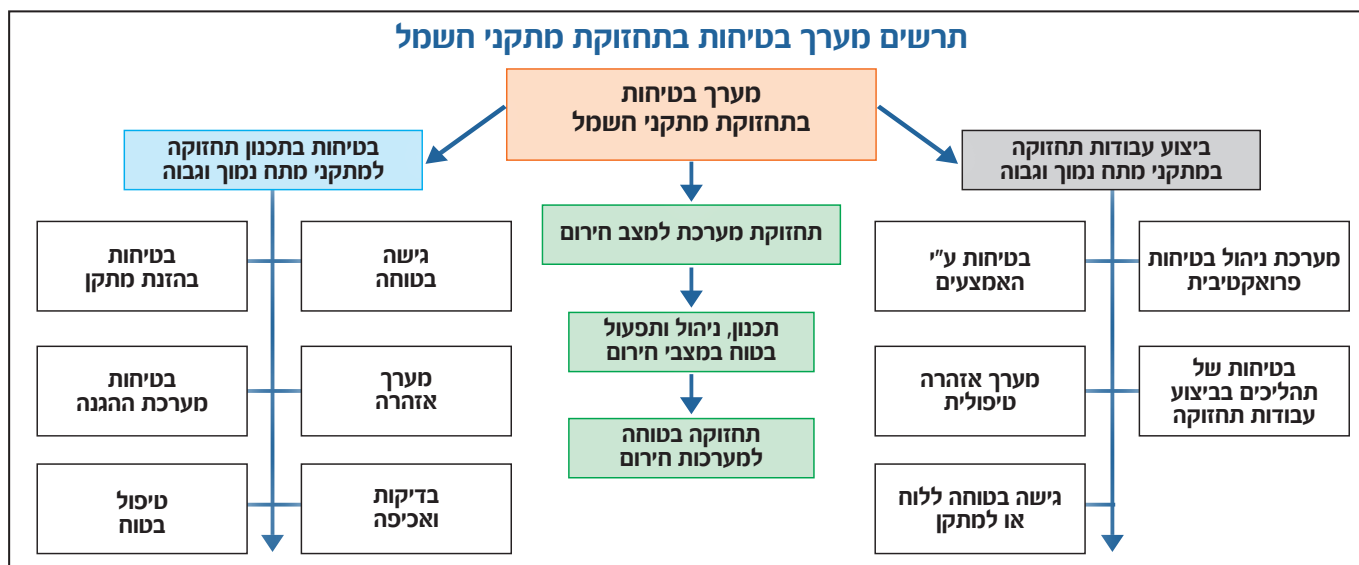 תרשים מערך בטיחות בתחזוקת מתקני חשמל
מערך בטיחות
בתחזוקת מתקני חשמל
ביצוע עבודות תחזוקה
במתקני מתח נמוך וגבוה
מערכת ניהול בטיחות
פרואקטיבית
בטיחות ע"י
האמצעים
בטיחות של
תהליכים בביצוע
עבודות תחזוקה
מערך אזהרה
טיפולית
גישה בטוחה ללוח
או למתקן
תחזוקת מערכת למצב חירום
תכנון, ניהול ותפעול
בטוח במצבי חירום
תחזוקה בטוחה
למערכות חירום
בטיחות בתכנון תחזוקה
למתקני מתח נמוך וגבוה
גישה
בטוחה
בטיחות
בהזנת מתקן
מערך
אזהרה
בטיחות
מערכת ההגנה
בדיקות
ואכיפה
טיפול
בטוח